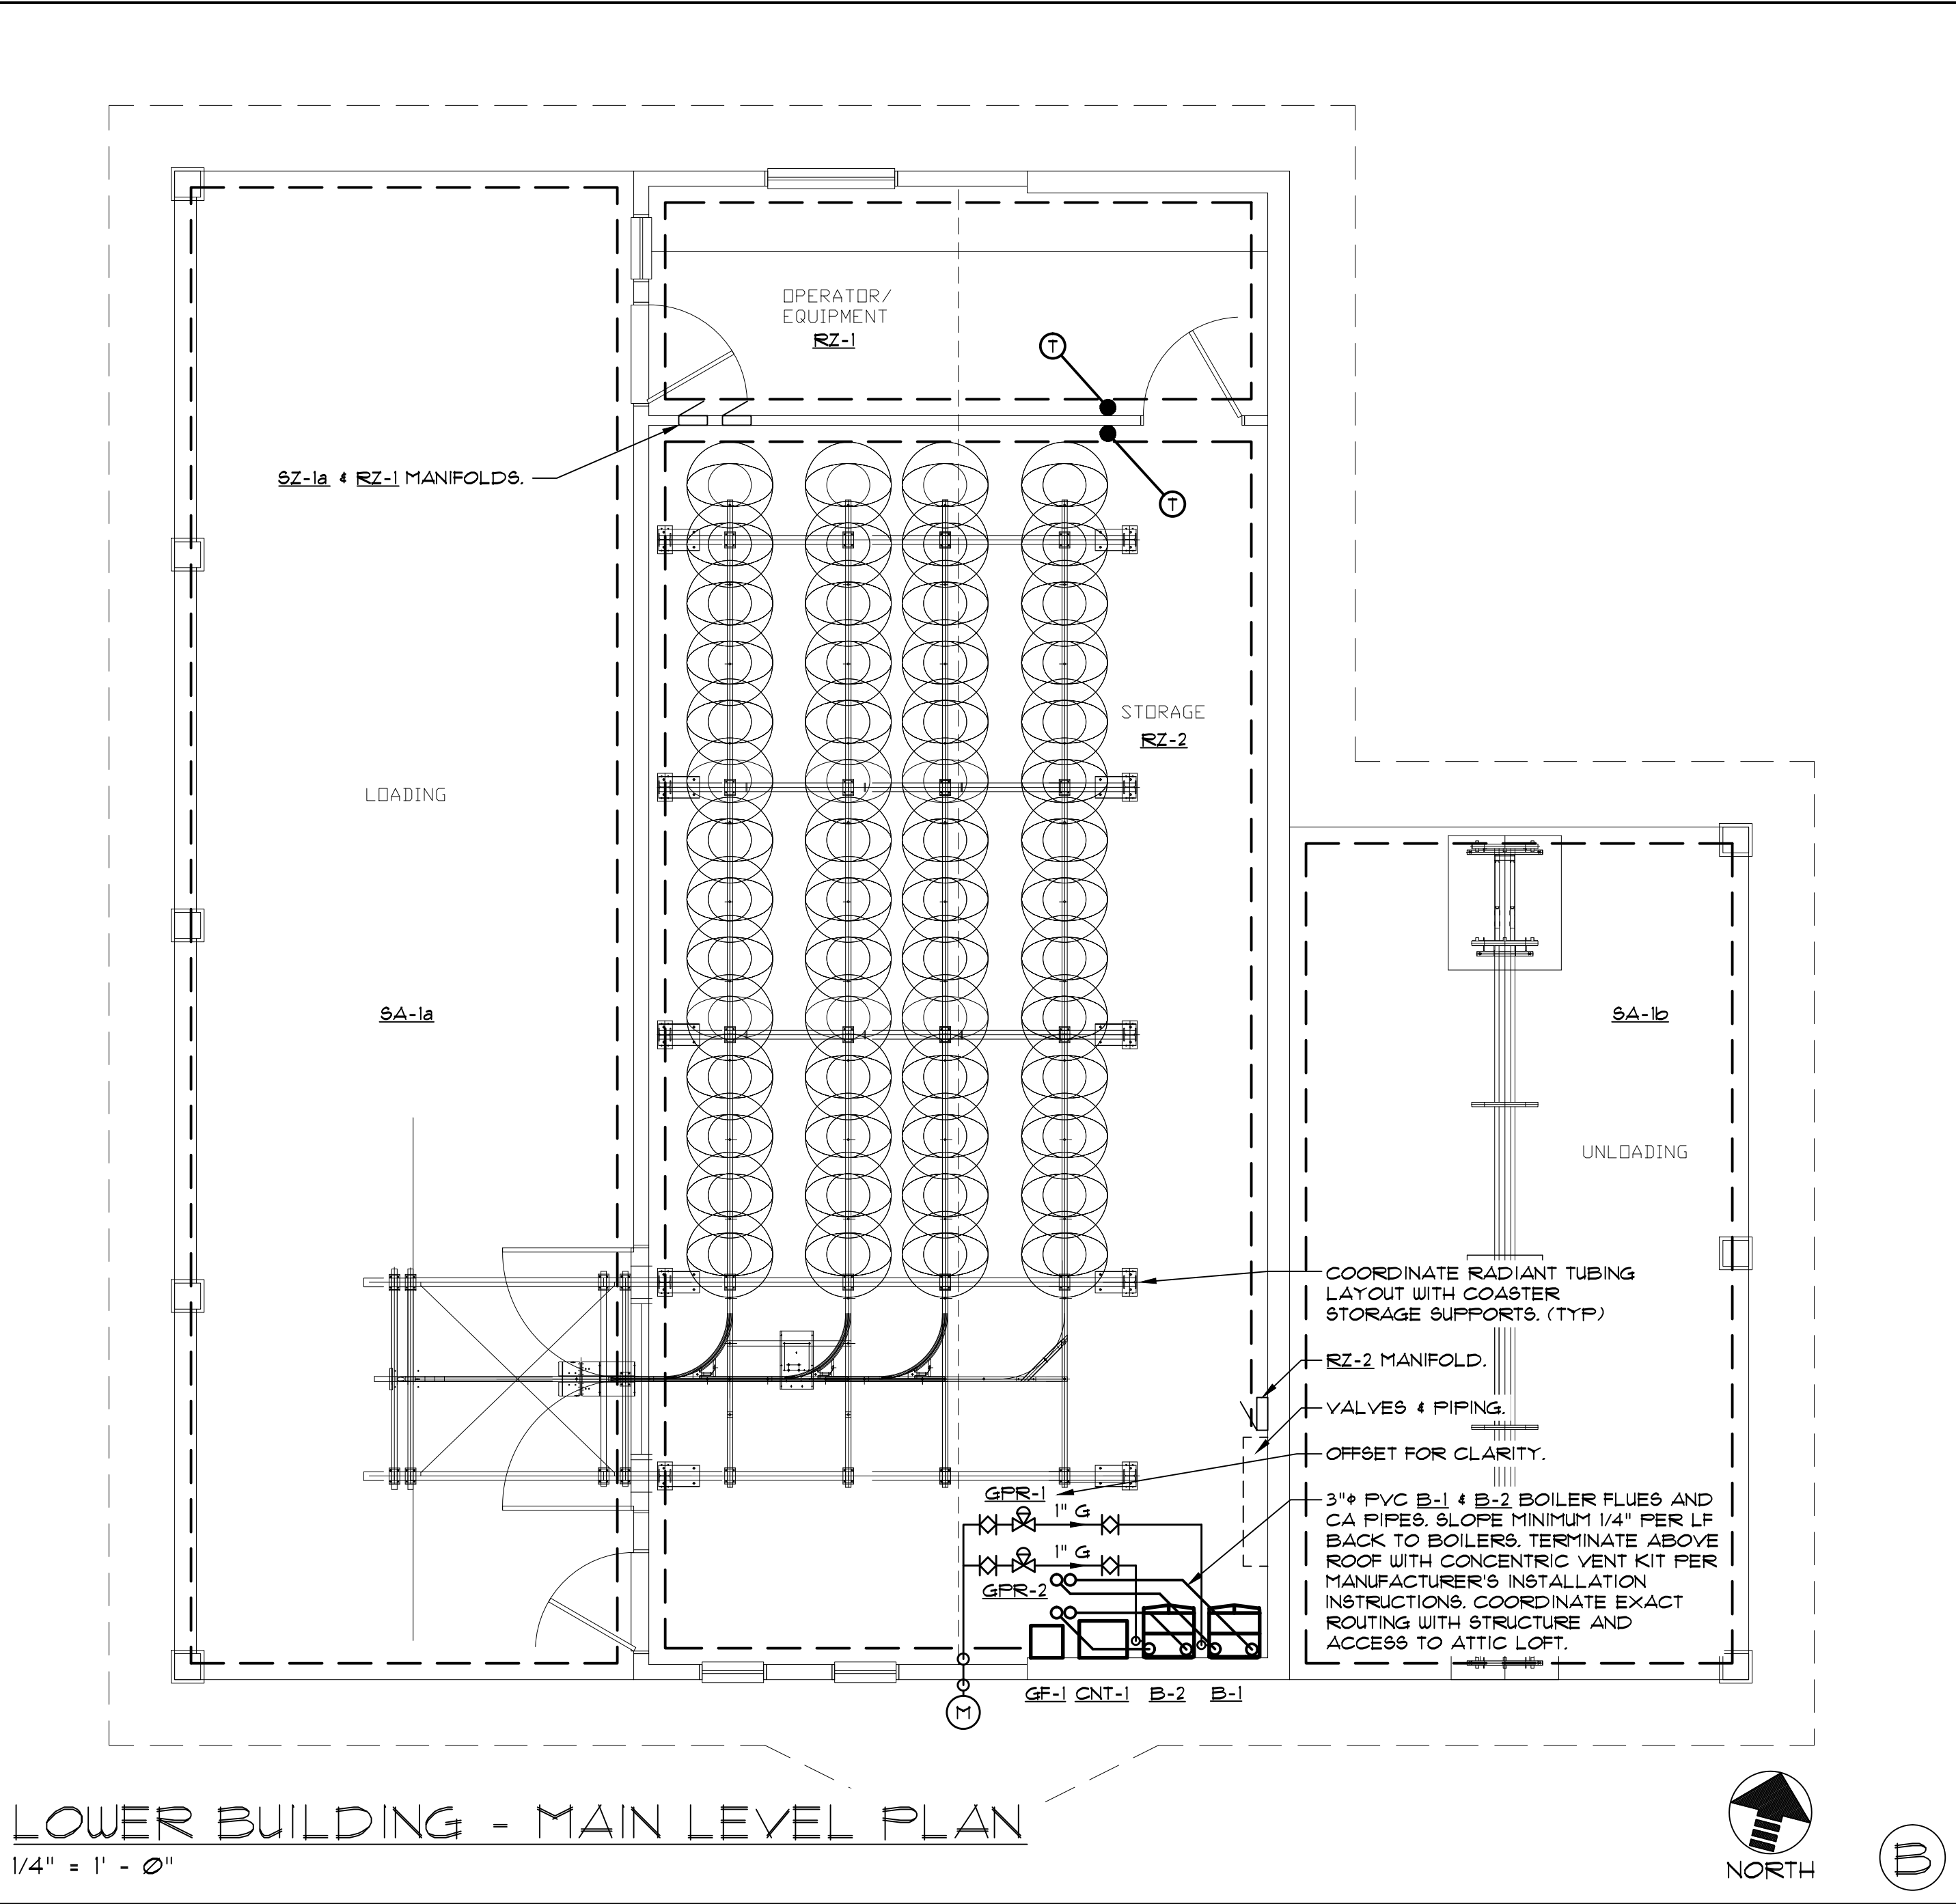 OPERATOR/
EQUIPMENT
RZ-1
T
T
SZ-1a & RZ-1 MANIFOLDS.
STORAGE
RZ-2
LOADING
SA-1a
SA-1b
UNLOADING
COORDINATE RADIANT TUBING
LAYOUT WITH COASTER
STORAGE SUPPORTS. (TYP)
RZ-2 MANIFOLD.
VALVES & PIPING.
OFFSET FOR CLARITY.
3"ϕ PVC B-1 & B-2 BOILER FLUES AND
CA PIPES. SLOPE MINIMUM 1/4" PER LF
BACK TO BOILERS. TERMINATE ABOVE
ROOF WITH CONCENTRIC VENT KIT PER
MANUFACTURER'S INSTALLATION
INSTRUCTIONS. COORDINATE EXACT
ROUTING WITH STRUCTURE AND
ACCESS TO ATTIC LOFT.
GPR-1
1" G
1" G
GPR-2
GF-1 CNT-1 B-2 B-1
M
LOWER BUILDING - MAIN LEVEL PLAN
1/4" = 1' - 0"
NORTH
B